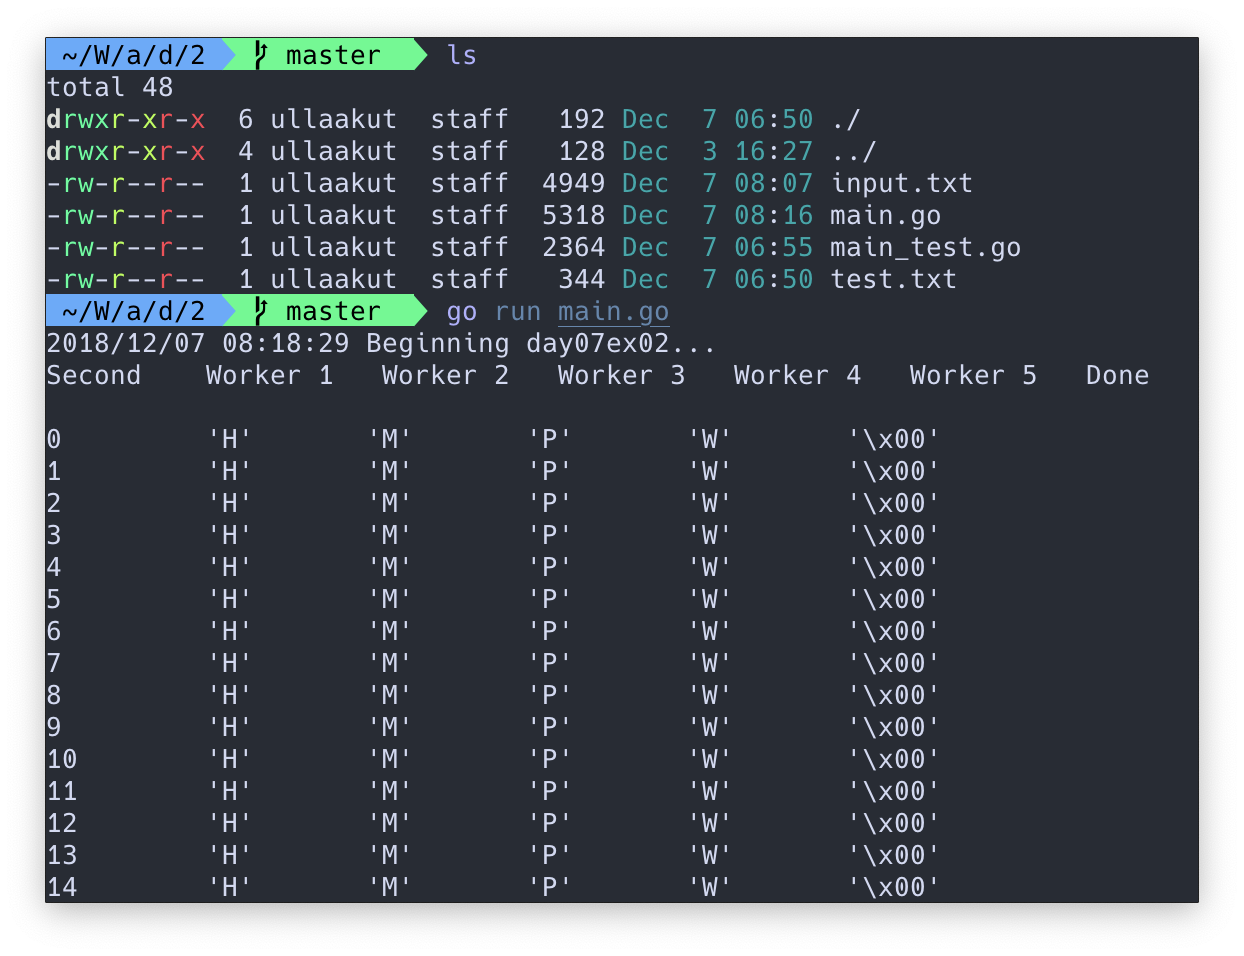 ~/W/a/d/2 master ls
total 48
drwxr-xr-x  6 ullaakut  staff   192 Dec  7 06:50 ./
drwxr-xr-x  4 ullaakut  staff   128 Dec  3 16:27 ../
-rw-r--r--  1 ullaakut  staff  4949 Dec  7 08:07 input.txt
-rw-r--r--  1 ullaakut  staff  5318 Dec  7 08:16 main.go
-rw-r--r--  1 ullaakut  staff  2364 Dec  7 06:55 main_test.go
-rw-r--r--  1 ullaakut  staff   344 Dec  7 06:50 test.txt
~/W/a/d/2 master go run main.go
2018/12/07 08:18:29 Beginning day07ex02...
Second    Worker 1   Worker 2   Worker 3   Worker 4   Worker 5   Done
0         'H'       'M'       'P'       'W'       '\x00'
1         'H'       'M'       'P'       'W'       '\x00'
2         'H'       'M'       'P'       'W'       '\x00'
3         'H'       'M'       'P'       'W'       '\x00'
4         'H'       'M'       'P'       'W'       '\x00'
5         'H'       'M'       'P'       'W'       '\x00'
6         'H'       'M'       'P'       'W'       '\x00'
7         'H'       'M'       'P'       'W'       '\x00'
8         'H'       'M'       'P'       'W'       '\x00'
9         'H'       'M'       'P'       'W'       '\x00'
10        'H'       'M'       'P'       'W'       '\x00'
11        'H'       'M'       'P'       'W'       '\x00'
12        'H'       'M'       'P'       'W'       '\x00'
13        'H'       'M'       'P'       'W'       '\x00'
14        'H'       'M'       'P'       'W'       '\x00'